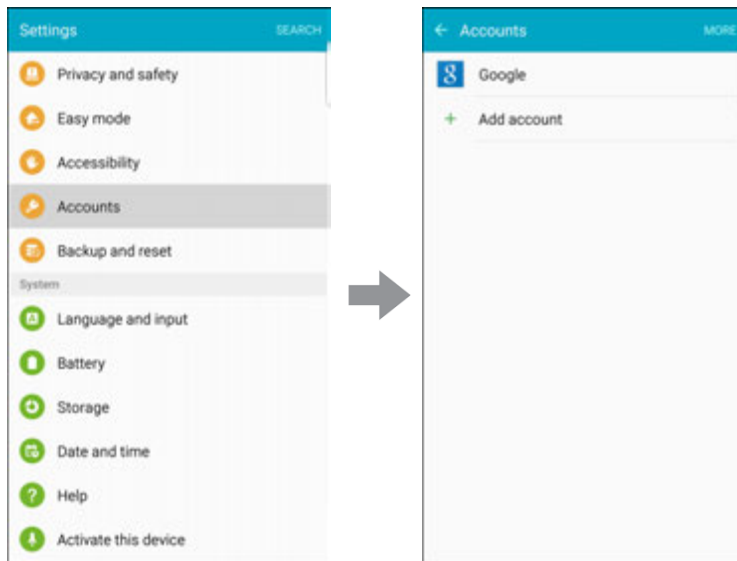 Settings
SEARCH
Privacy and safety
Easy mode
Accessibility
Accounts
Backup and reset
System
Language and input
Battery
Storage
Date and time
Help
Activate this device
Accounts
MORE
Google
Add account